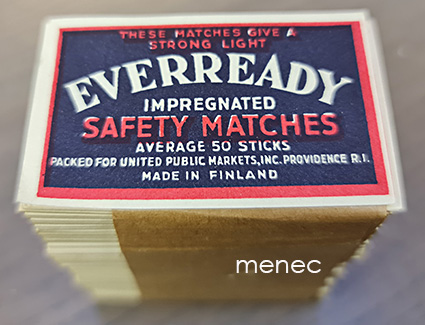 THESE MATCHES GIVE A
STRONG LIGHT
EVERREADY
IMPREGNATED
SAFETY MATCHES
AVERAGE 50 STICKS
PACKED FOR UNITED PUBLIC MARKETS, INC. PROVIDENCE R.I.
MADE IN FINLAND
menec